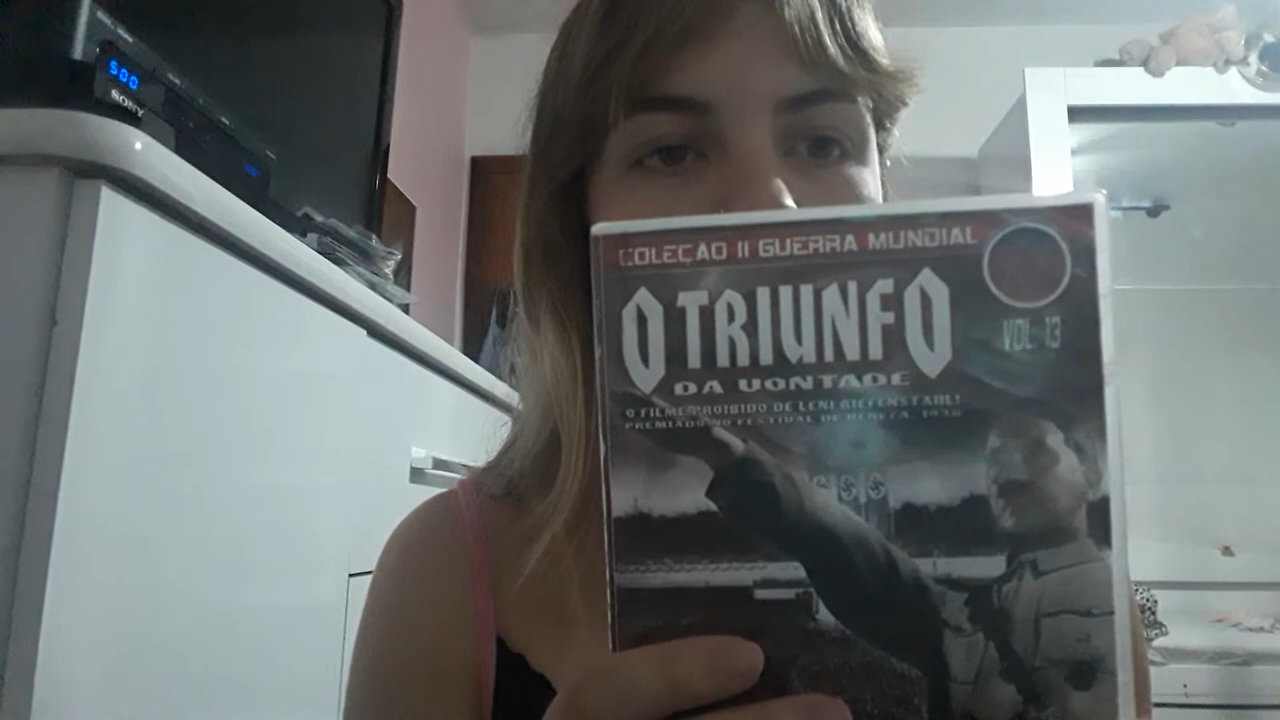 500
SONY
COLEÇÃO II GUERRA MUNDIAL
O TRIUNFO
VOL. 13
DA VONTADE
O FILME PROIBIDO DE LENI RIEFENSTAHL!
PREMIADO NO FESTIVAL DE VENEZA, 1935